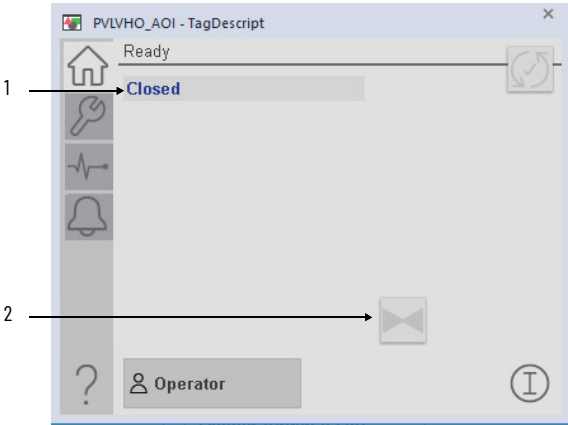 PVLVHO_AOI - TagDescript
Ready
1
Closed
2
Operator
?